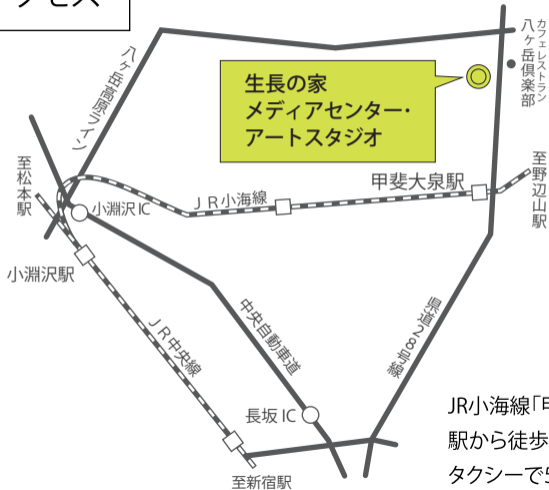 クセス
八ヶ岳高原ライン
カフェレストラン
八ヶ岳倶楽部
生長の家
メディアセンター・
アートスタジオ
至松本駅
至野辺山駅
甲斐大泉駅
JR小海線
小淵沢IC
小淵沢駅
中央自動車道
県道28号線
JR中央線
長坂IC
至新宿駅
JR小海線「甲
駅から徒歩
タクシーで5